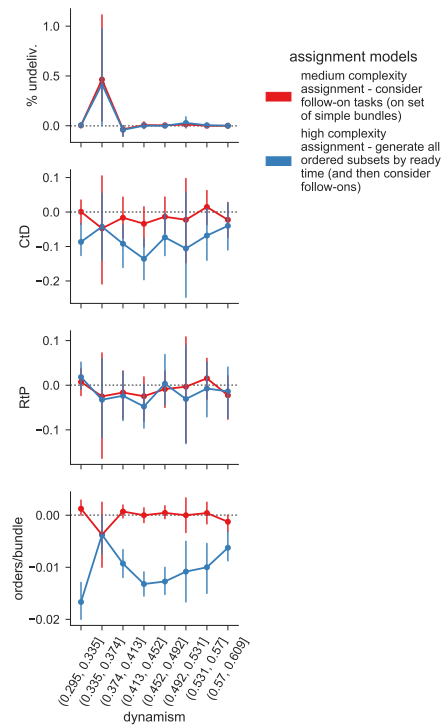 assignment models
medium complexity
assignment - consider
follow-on tasks (on set
of simple bundles)
high complexity
assignment - generate all
ordered subsets by ready
time (and then consider
follow-ons)
% undeliv.
1.0
0.5
0.0
CtD
0.1
0.0
−0.1
−0.2
RtP
0.1
0.0
−0.1
orders/bundle
0.00
−0.01
−0.02
(0.295, 0.335]
(0.335, 0.374]
(0.374, 0.413]
(0.413, 0.452]
(0.452, 0.492]
(0.492, 0.531]
(0.531, 0.57]
(0.57, 0.609]
dynamism